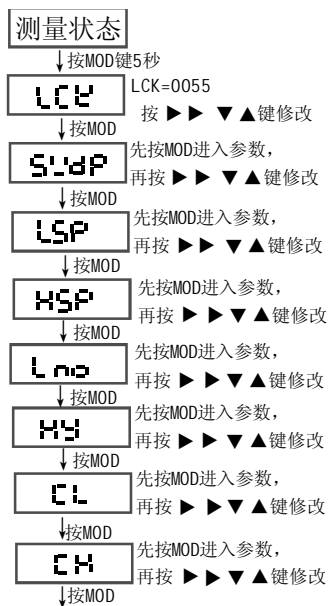 测量状态
按MOD键5秒
LCK
LCK=0055
按 ▶ ▶ ▼ ▲键修改
按MOD
SVdP
先按MOD进入参数，
再按 ▶ ▶ ▼ ▲键修改
按MOD
LSP
先按MOD进入参数，
再按 ▶ ▶ ▼ ▲键修改
按MOD
HSP
先按MOD进入参数，
再按 ▶ ▶ ▼ ▲键修改
按MOD
Lno
先按MOD进入参数，
再按 ▶ ▶ ▼ ▲键修改
按MOD
HY
先按MOD进入参数，
再按 ▶ ▶ ▼ ▲键修改
按MOD
CL
先按MOD进入参数，
再按 ▶ ▶ ▼ ▲键修改
按MOD
CH
先按MOD进入参数，
再按 ▶ ▶ ▼ ▲键修改
按MOD